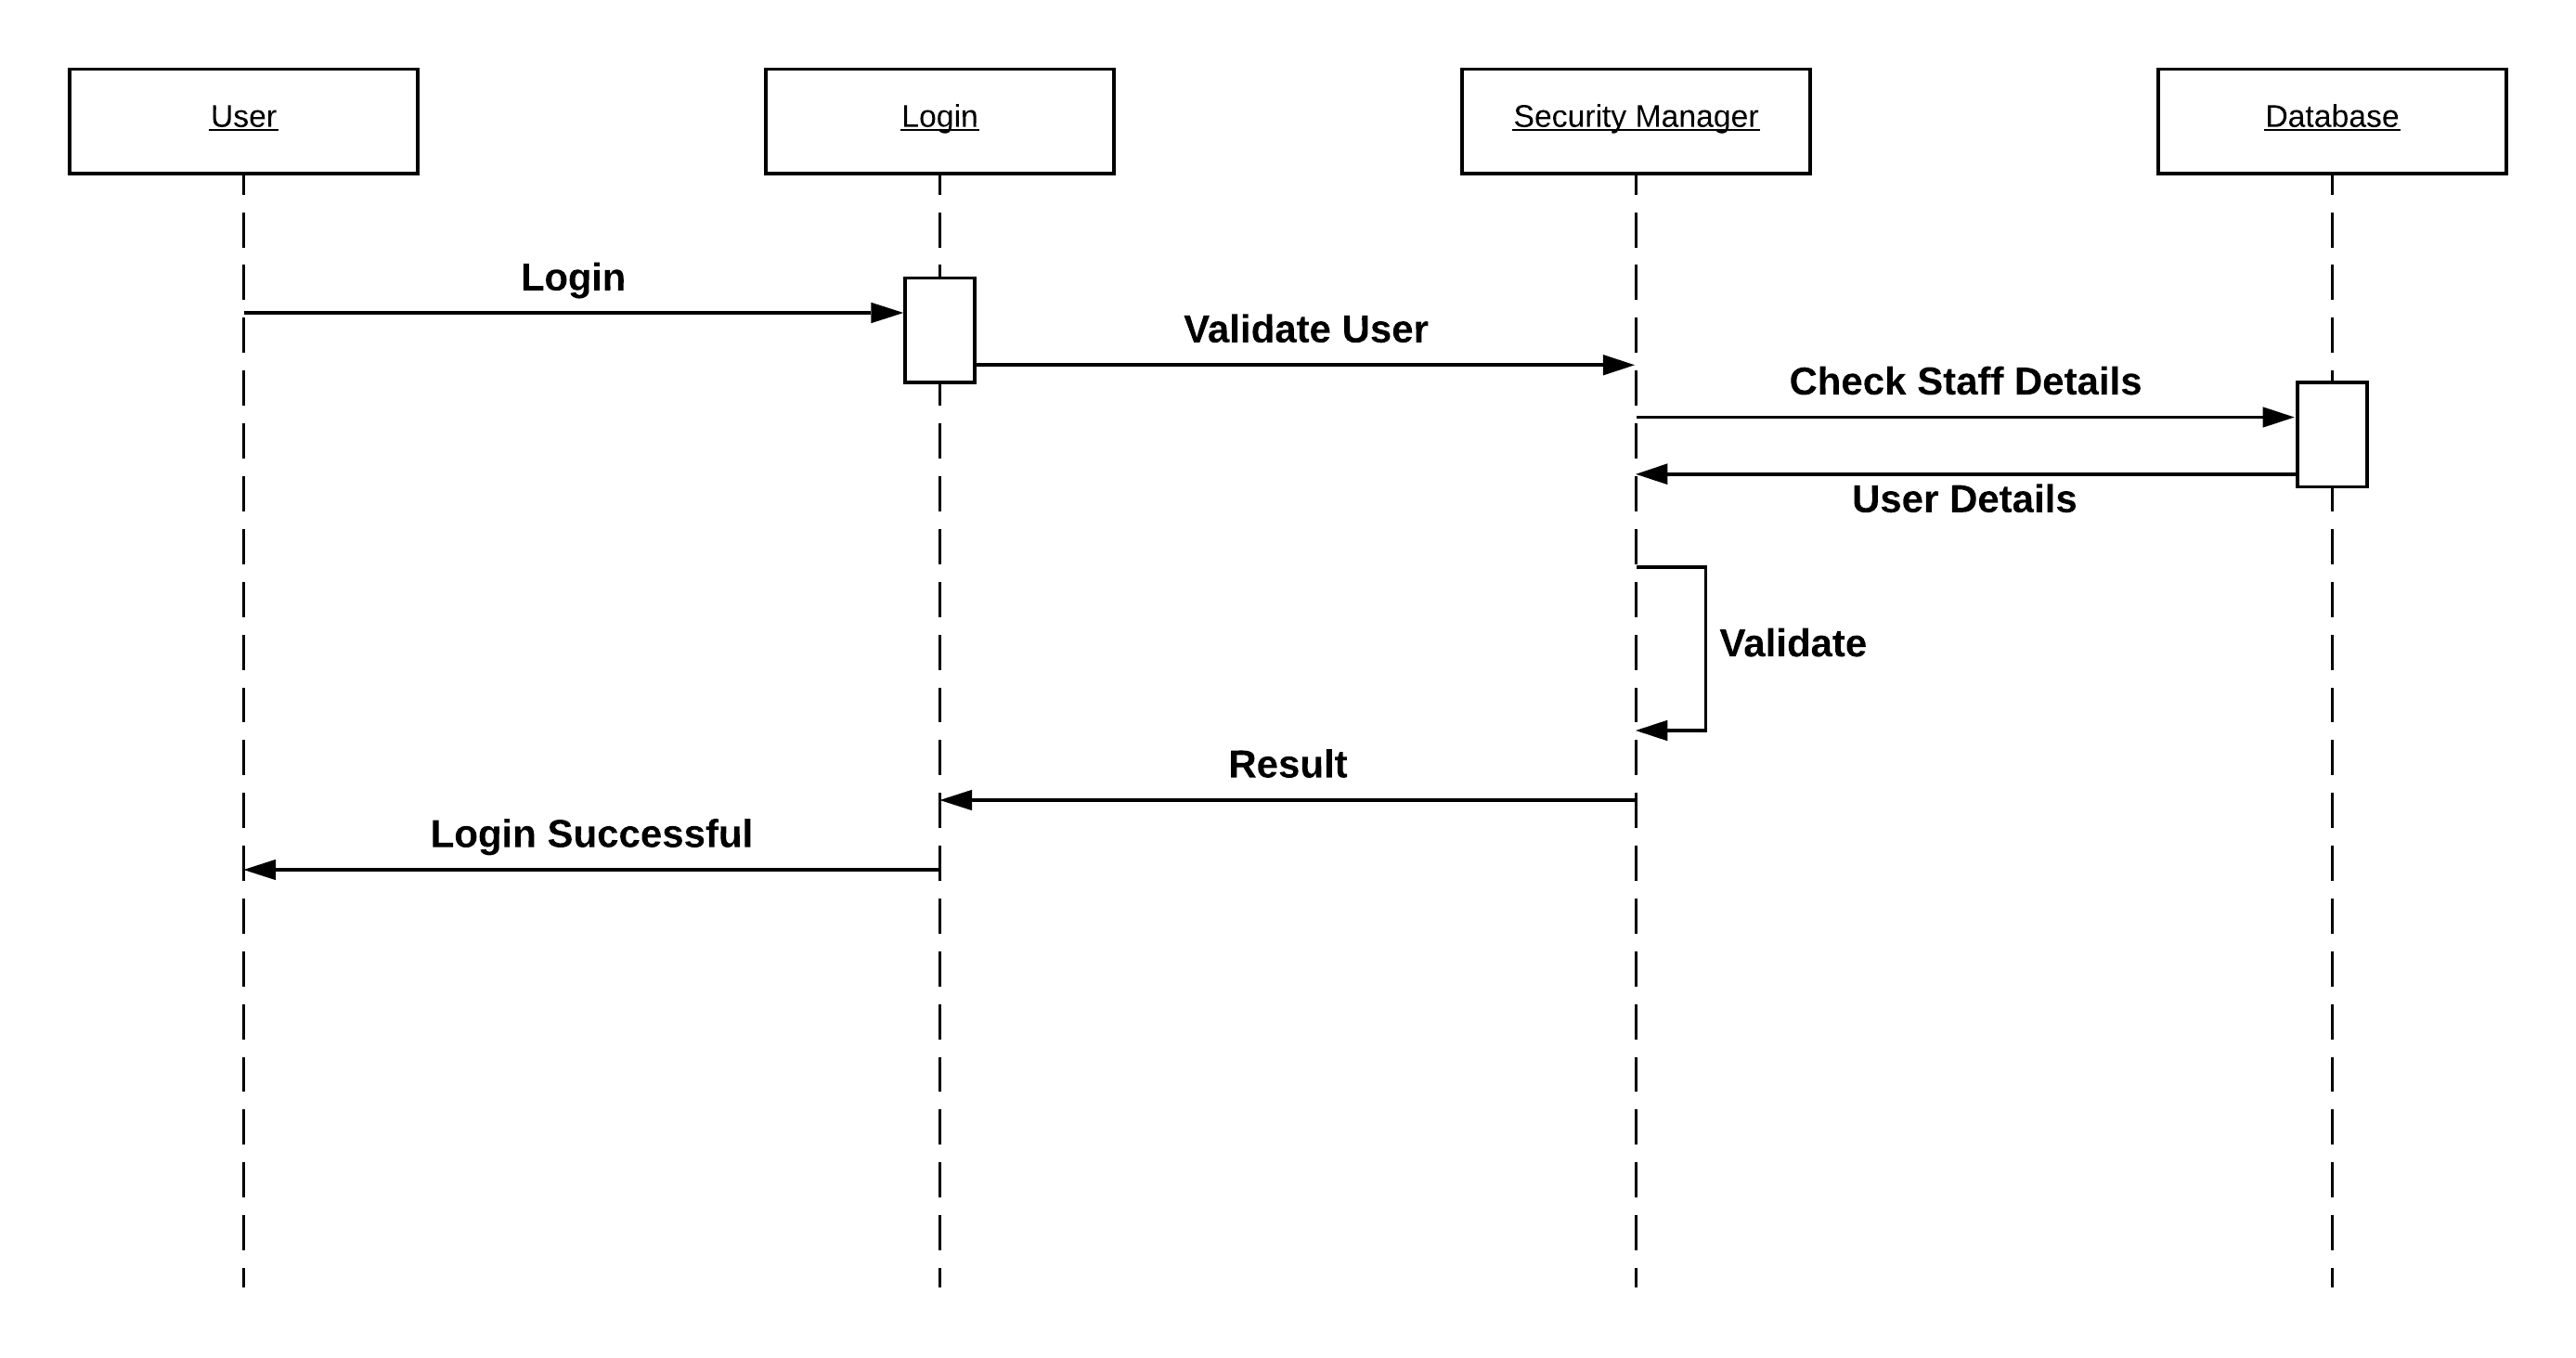 User
Login
Security Manager
Database
Login
Validate User
Check Staff Details
User Details
Validate
Result
Login Successful